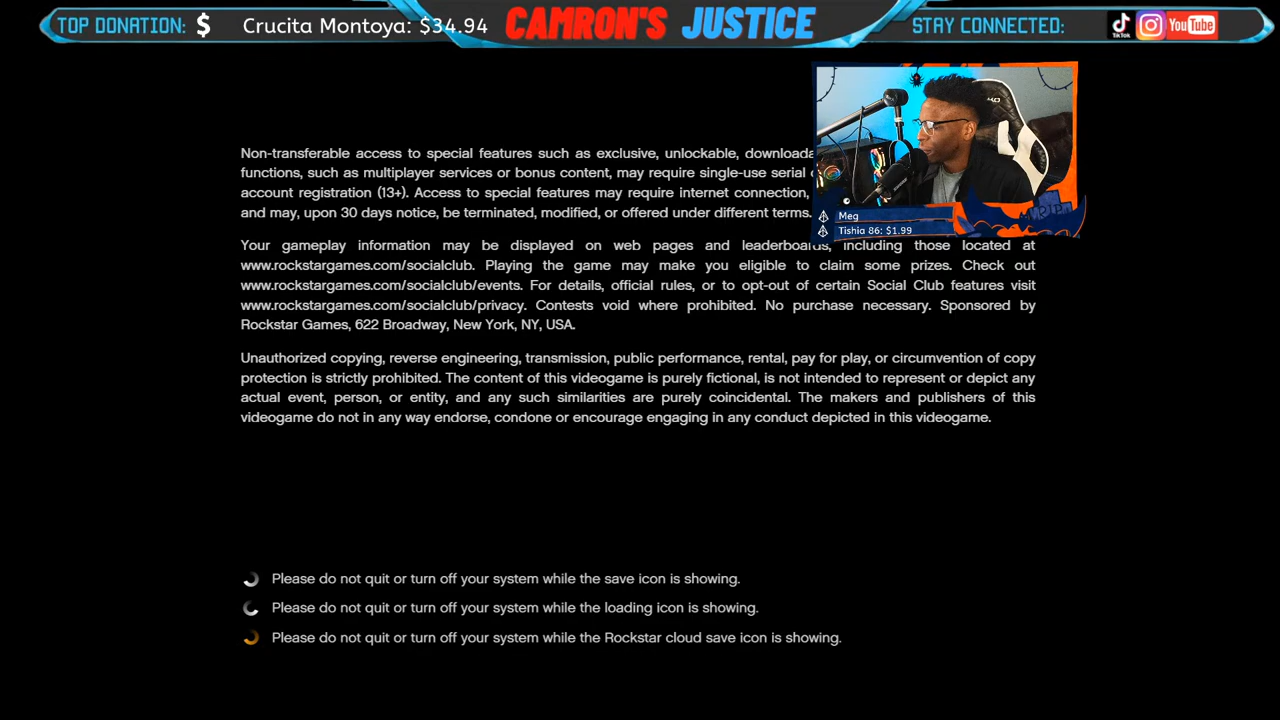 TOP DONATION: $ Crucita Montoya: $34.94 CAMRON'S JUSTICE STAY CONNECTED: TikTok YouTube
Non-transferable access to special features such as exclusive, unlockable,
functions, such as multiplayer services or bonus content, may require single-use serial
account registration (13+). Access to special features may require internet connection,
and may, upon 30 days notice, be terminated, modified, or offered under different terms.
Meg
Tishia 86: $1.99
Your gameplay information may be displayed on web pages and leaderboards, including those located at
www.rockstargames.com/socialclub. Playing the game may make you eligible to claim some prizes. Check out
www.rockstargames.com/socialclub/events. For details, official rules, or to opt-out of certain Social Club features visit
www.rockstargames.com/socialclub/privacy. Contests void where prohibited. No purchase necessary. Sponsored by
Rockstar Games, 622 Broadway, New York, NY, USA.
Unauthorized copying, reverse engineering, transmission, public performance, rental, pay for play, or circumvention of copy
protection is strictly prohibited. The content of this videogame is purely fictional, is not intended to represent or depict any
actual event, person, or entity, and any such similarities are purely coincidental. The makers and publishers of this
videogame do not in any way endorse, condone or encourage engaging in any conduct depicted in this videogame.
Please do not quit or turn off your system while the save icon is showing.
Please do not quit or turn off your system while the loading icon is showing.
Please do not quit or turn off your system while the Rockstar cloud save icon is showing.